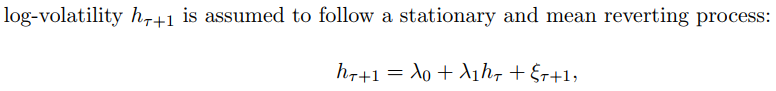 log-volatility h_{τ+1} is assumed to follow a stationary and mean reverting process:
h_{τ+1} = λ_0 + λ_1 h_τ + ξ_{τ+1},